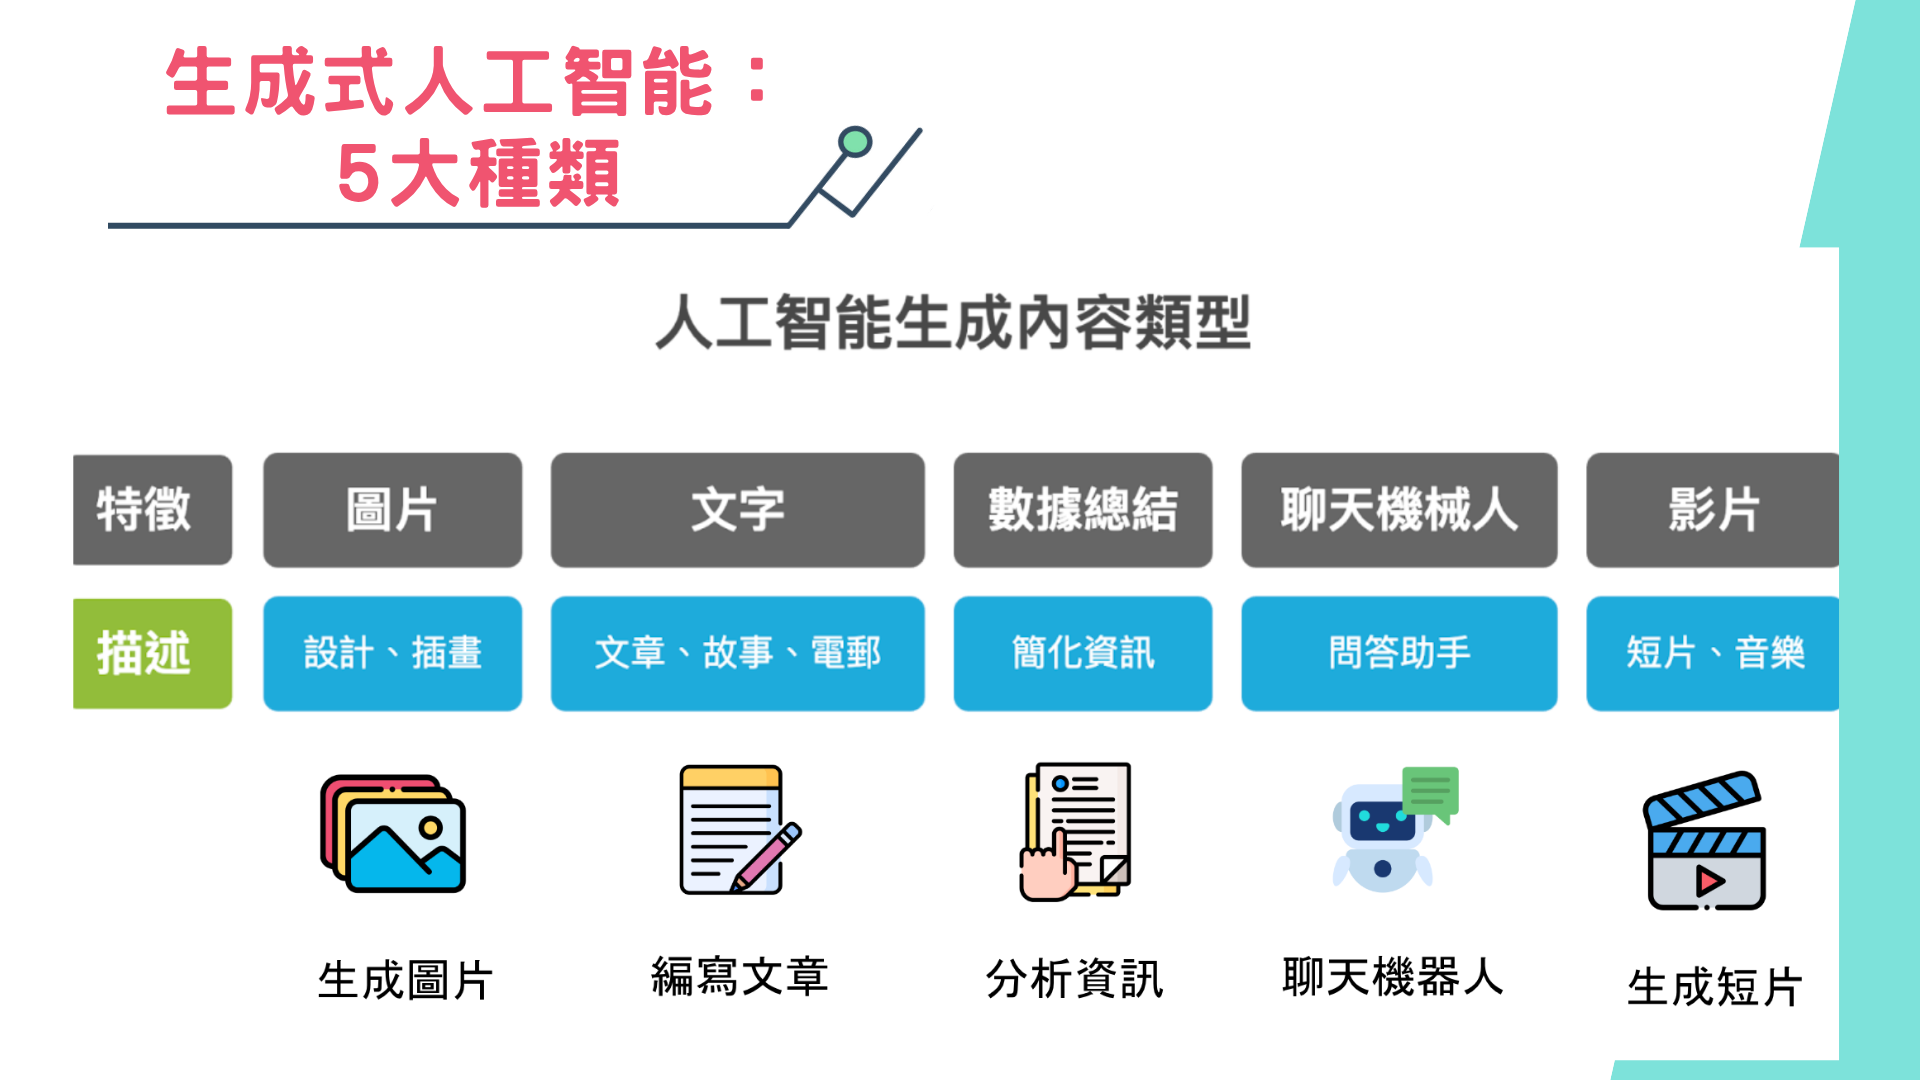 生成式人工智能：
5大種類
人工智能生成內容類型
特徵 圖片 文字 數據總結 聊天機械人 影片
描述 設計、插畫 文章、故事、電郵 簡化資訊 問答助手 短片、音樂
生成圖片 編寫文章 分析資訊 聊天機器人 生成短片